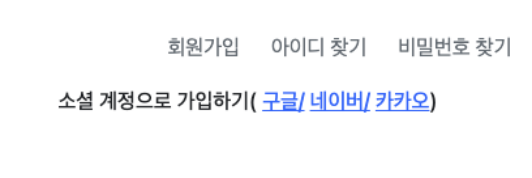 회원가입 아이디 찾기 비밀번호 찾기
소셜 계정으로 가입하기( 구글/ 네이버/ 카카오)